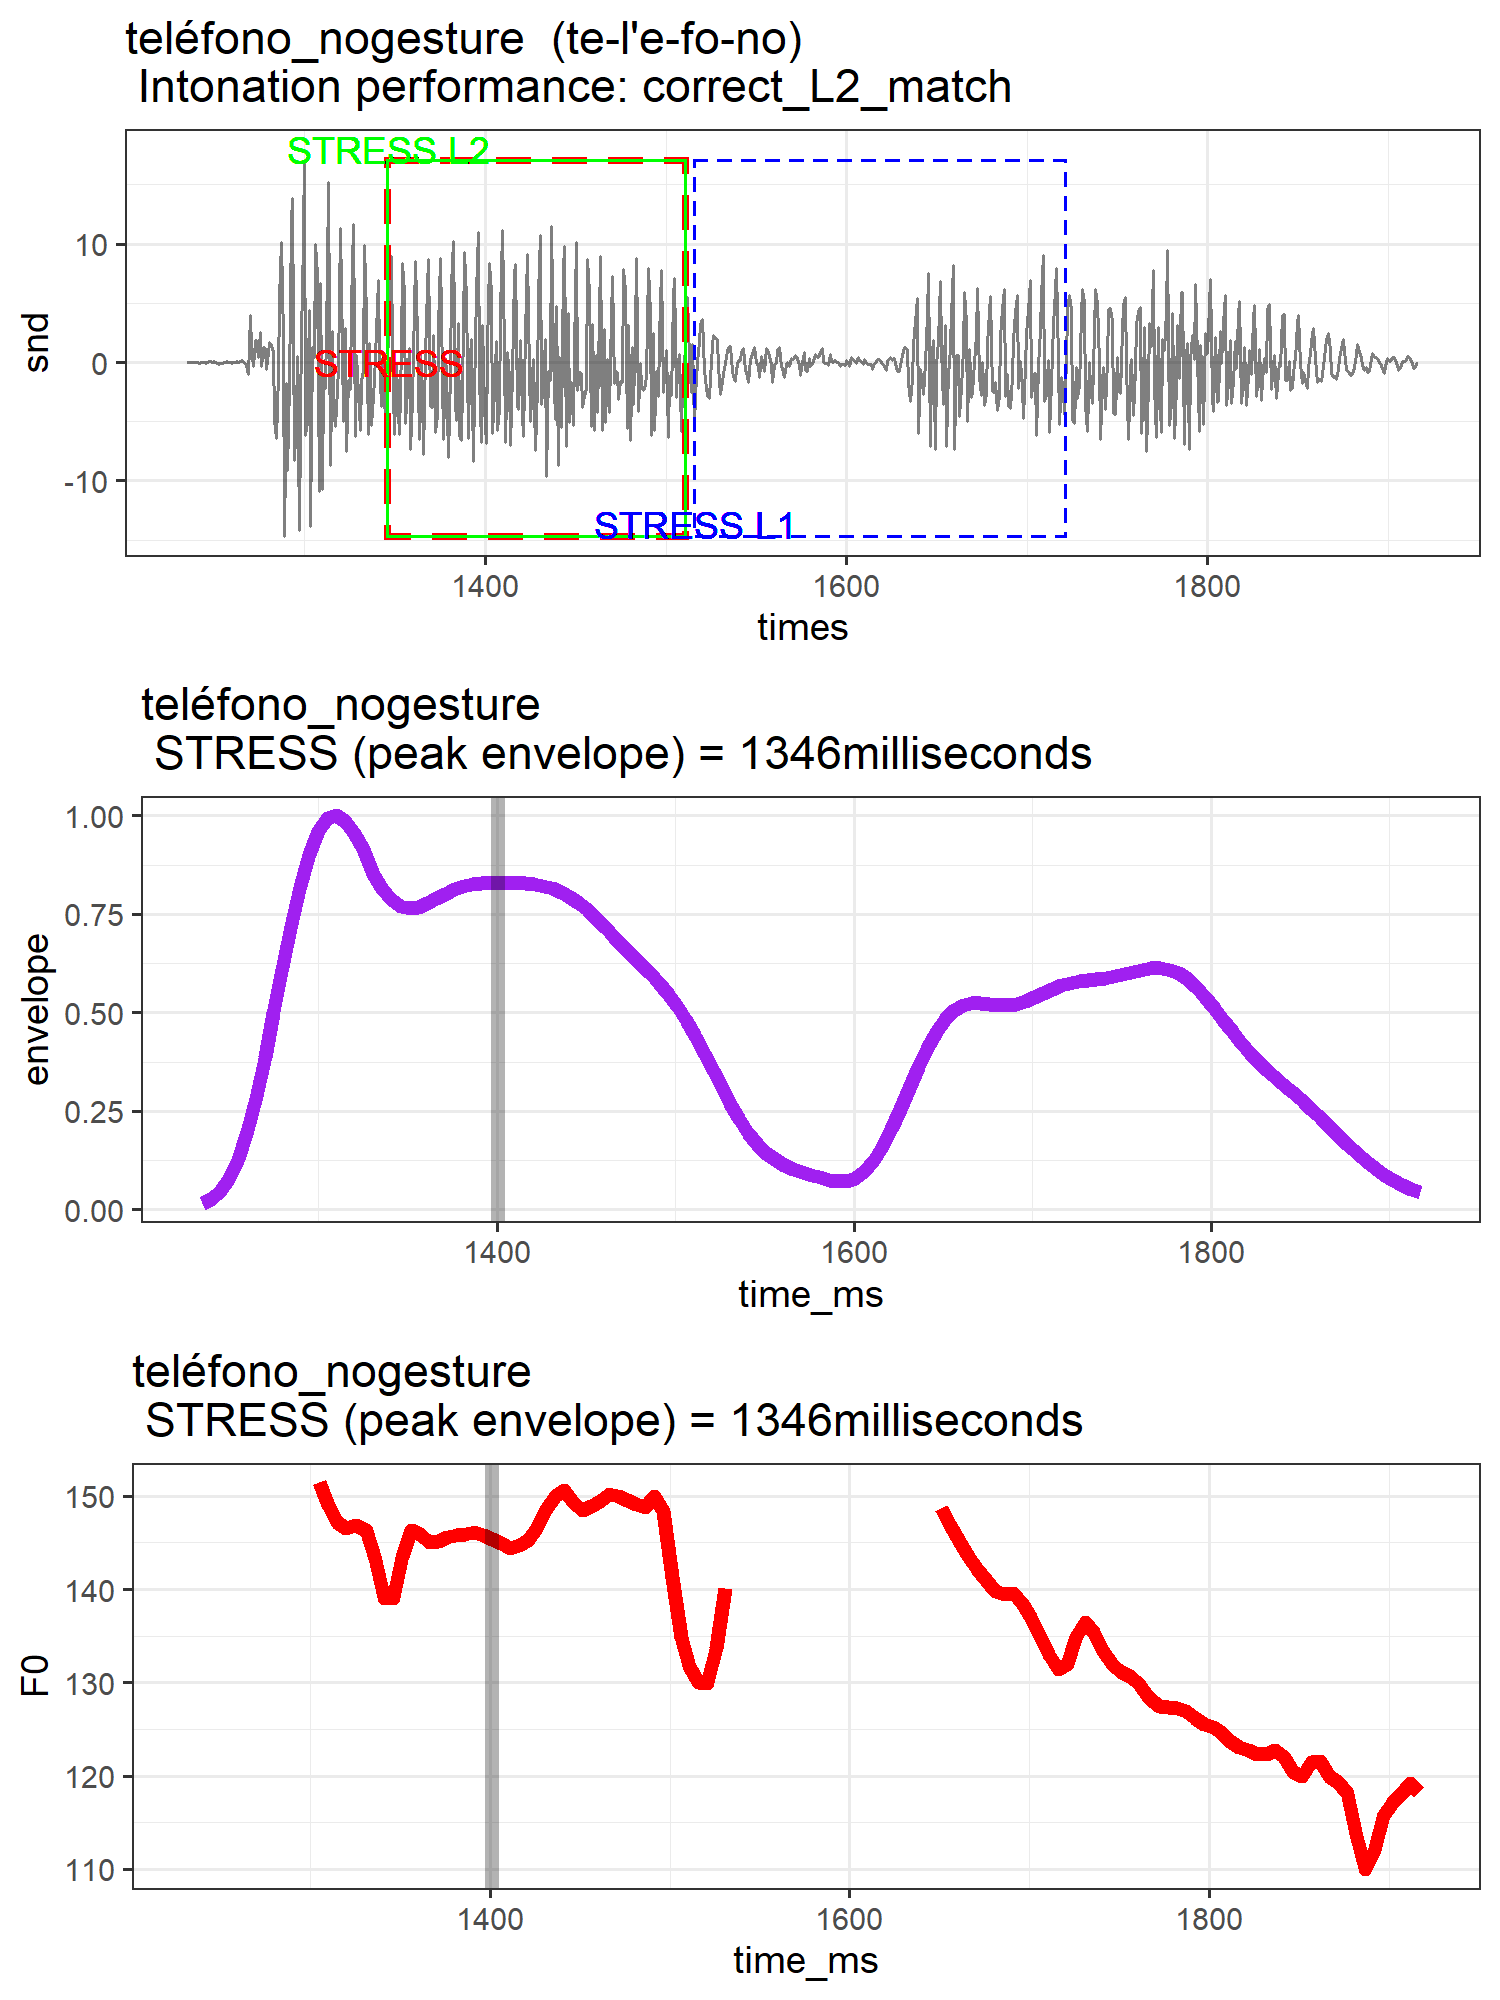 teléfono_nogesture  (te-l'e-fo-no)
Intonation performance: correct_L2_match
STRESS L2
STRESS
STRESS L1
10
0
-10
snd
1400 1600 1800
times
teléfono_nogesture
STRESS (peak envelope) = 1346milliseconds
1.00
0.75
0.50
0.25
0.00
envelope
1400 1600 1800
time_ms
teléfono_nogesture
STRESS (peak envelope) = 1346milliseconds
150
140
130
120
110
F0
1400 1600 1800
time_ms